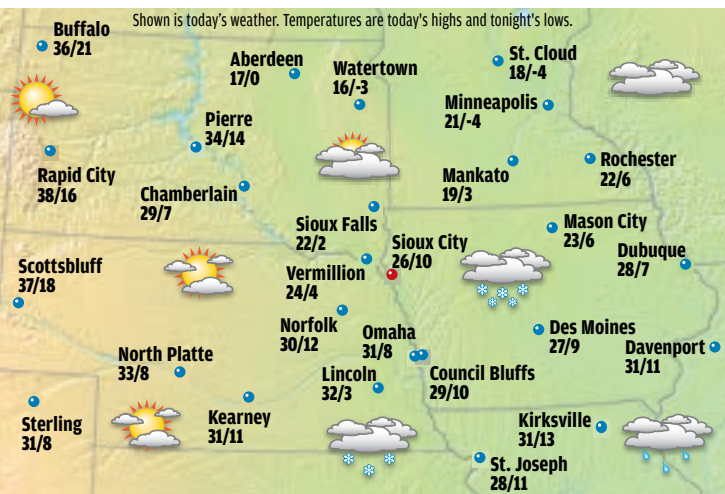 Shown is today's weather. Temperatures are today's highs and tonight's lows.
Buffalo
36/21
Aberdeen
17/0
Watertown
16/-3
St. Cloud
18/-4
Minneapolis
21/-4
Pierre
34/14
Rapid City
38/16
Chamberlain
29/7
Mankato
19/3
Rochester
22/6
Sioux Falls
22/2
Sioux City
26/10
Mason City
23/6
Dubuque
28/7
Scottsbluff
37/18
Vermillion
24/4
Norfolk
30/12
Omaha
31/8
Des Moines
27/9
Davenport
31/11
North Platte
33/8
Lincoln
32/3
Council Bluffs
29/10
Sterling
31/8
Kearney
31/11
Kirksville
31/13
St. Joseph
28/11